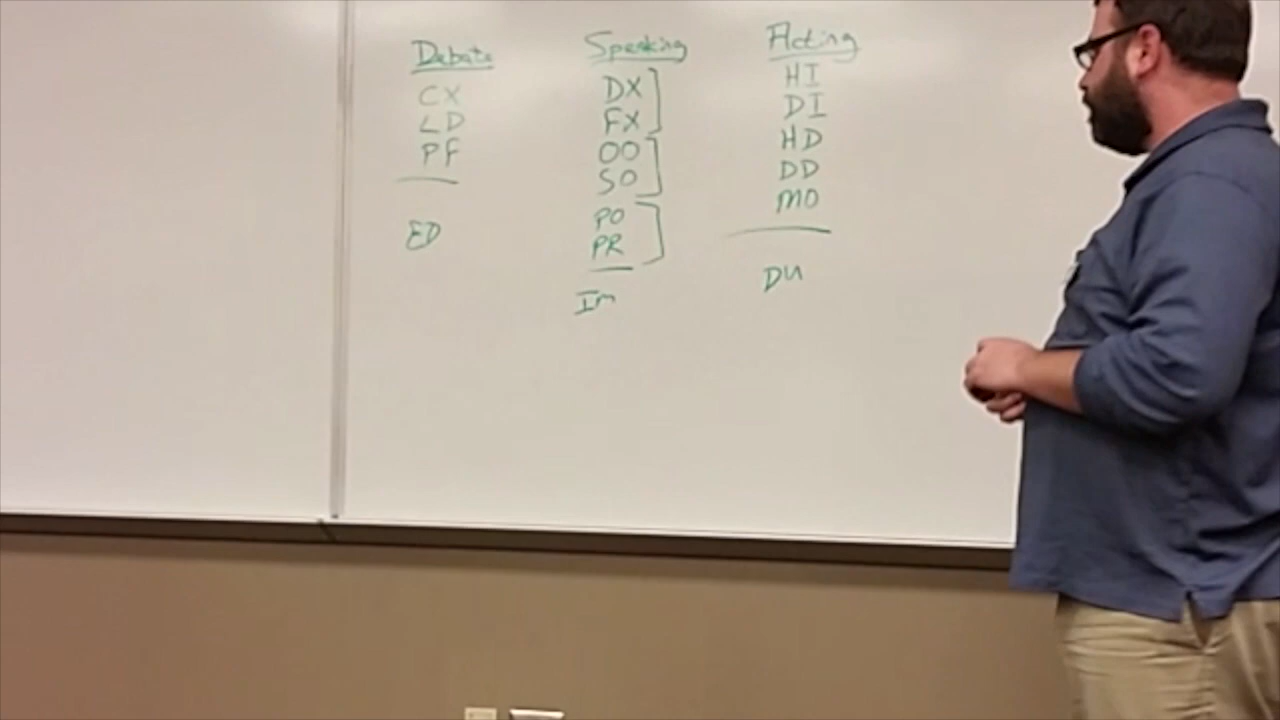 Debate
CX
LD
PF
ED
Speaking
DX
FX
OO
SO
PO
PR
Im
Acting
HI
DI
HD
DD
MO
DU